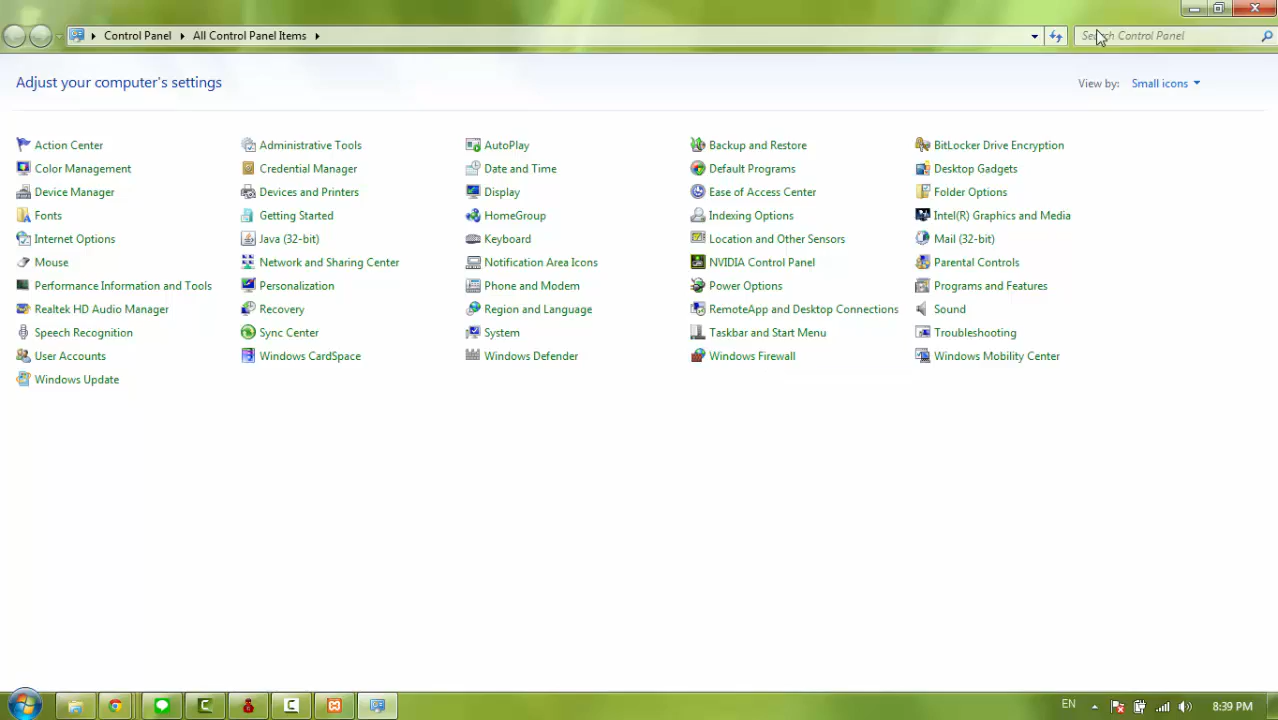 Control Panel All Control Panel Items Search Control Panel
Adjust your computer's settings View by: Small icons
Action Center Administrative Tools AutoPlay Backup and Restore BitLocker Drive Encryption
Color Management Credential Manager Date and Time Default Programs Desktop Gadgets
Device Manager Devices and Printers Display Ease of Access Center Folder Options
Fonts Getting Started HomeGroup Indexing Options Intel(R) Graphics and Media
Internet Options Java (32-bit) Keyboard Location and Other Sensors Mail (32-bit)
Mouse Network and Sharing Center Notification Area Icons NVIDIA Control Panel Parental Controls
Performance Information and Tools Personalization Phone and Modem Power Options Programs and Features
Realtek HD Audio Manager Recovery Region and Language RemoteApp and Desktop Connections Sound
Speech Recognition Sync Center System Taskbar and Start Menu Troubleshooting
User Accounts Windows CardSpace Windows Defender Windows Firewall Windows Mobility Center
Windows Update
EN 8:39 PM